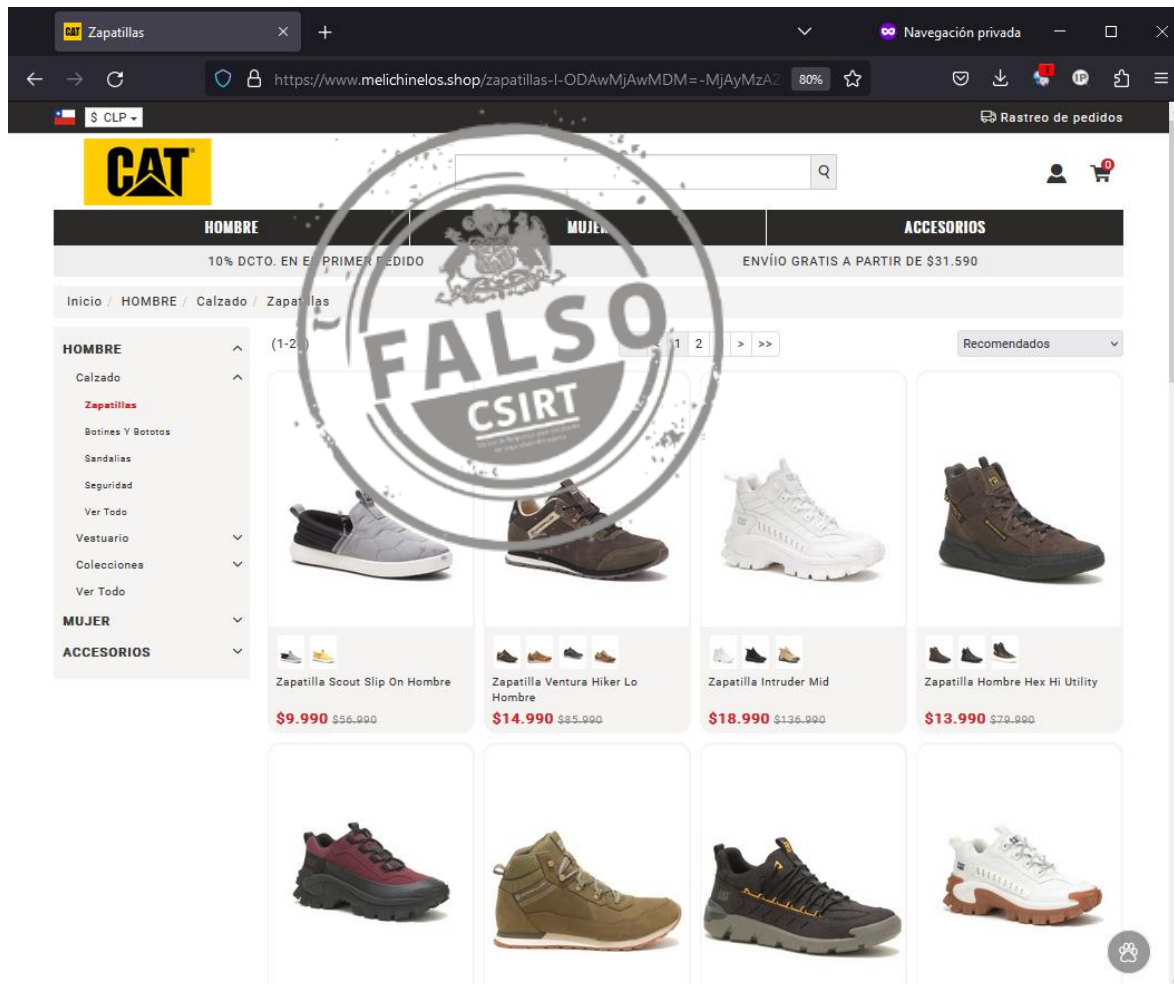 CAT Zapatillas
Navegación privada
https://www.melichinelos.shop/zapatillas-l-ODAwMjAwMDM=-MjAyMzA2
80%
$ CLP
Rastreo de pedidos
CAT
0
HOMBRE MUJER ACCESORIOS
10% DCTO. EN EL PRIMER PEDIDO ENVÍIO GRATIS A PARTIR DE $31.590
Inicio / HOMBRE / Calzado / Zapatillas
HOMBRE
Calzado
Zapatillas
Botines Y Bototos
Sandalias
Seguridad
Ver Todo
Vestuario
Colecciones
Ver Todo
MUJER
ACCESORIOS
1 2 > >>
Recomendados
FALSO
CSIRT
Zapatilla Scout Slip On Hombre
$9.990 $56.990
Zapatilla Ventura Hiker Lo
Hombre
$14.990 $85.990
Zapatilla Intruder Mid
$18.990 $136.990
Zapatilla Hombre Hex Hi Utility
$13.990 $79.990